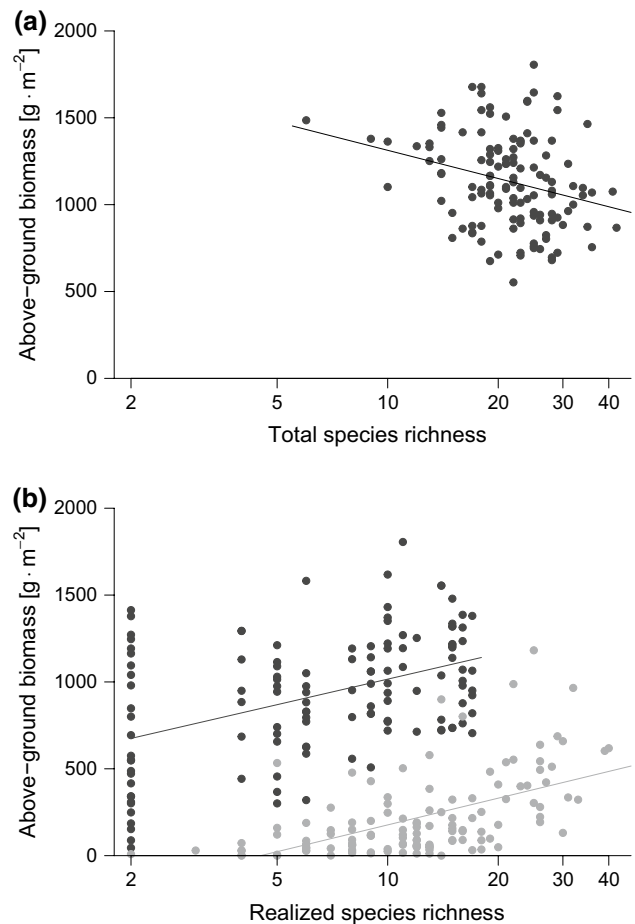 (a)
2000
1500
1000
500
0
Above−ground biomass [g · m−2]
2 5 10 20 30 40
Total species richness
(b)
2000
1500
1000
500
0
Above−ground biomass [g · m−2]
2 5 10 20 30 40
Realized species richness